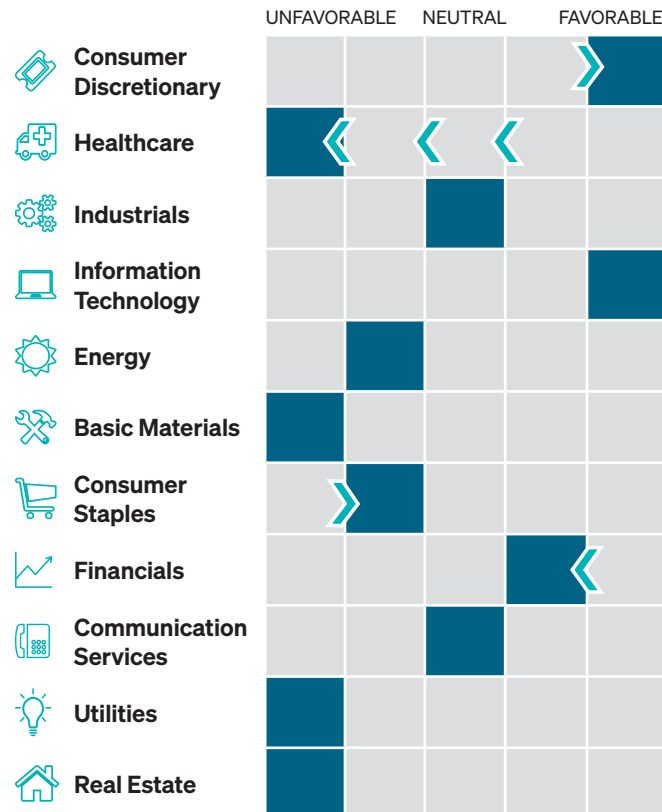 UNFAVORABLE NEUTRAL FAVORABLE
Consumer
Discretionary
Healthcare
Industrials
Information
Technology
Energy
Basic Materials
Consumer
Staples
Financials
Communication
Services
Utilities
Real Estate